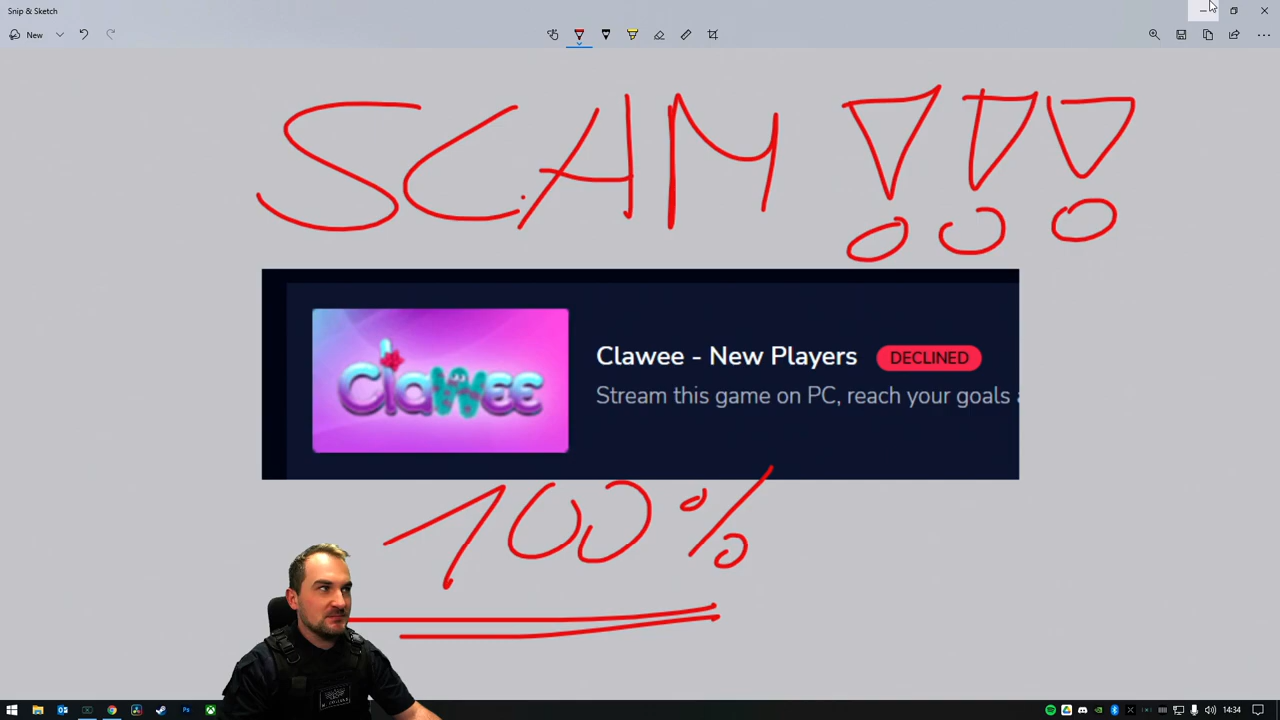 Snip & Sketch
New
SCAM !!!
Clawee
Clawee - New Players DECLINED
Stream this game on PC, reach your goals
100%
14:34